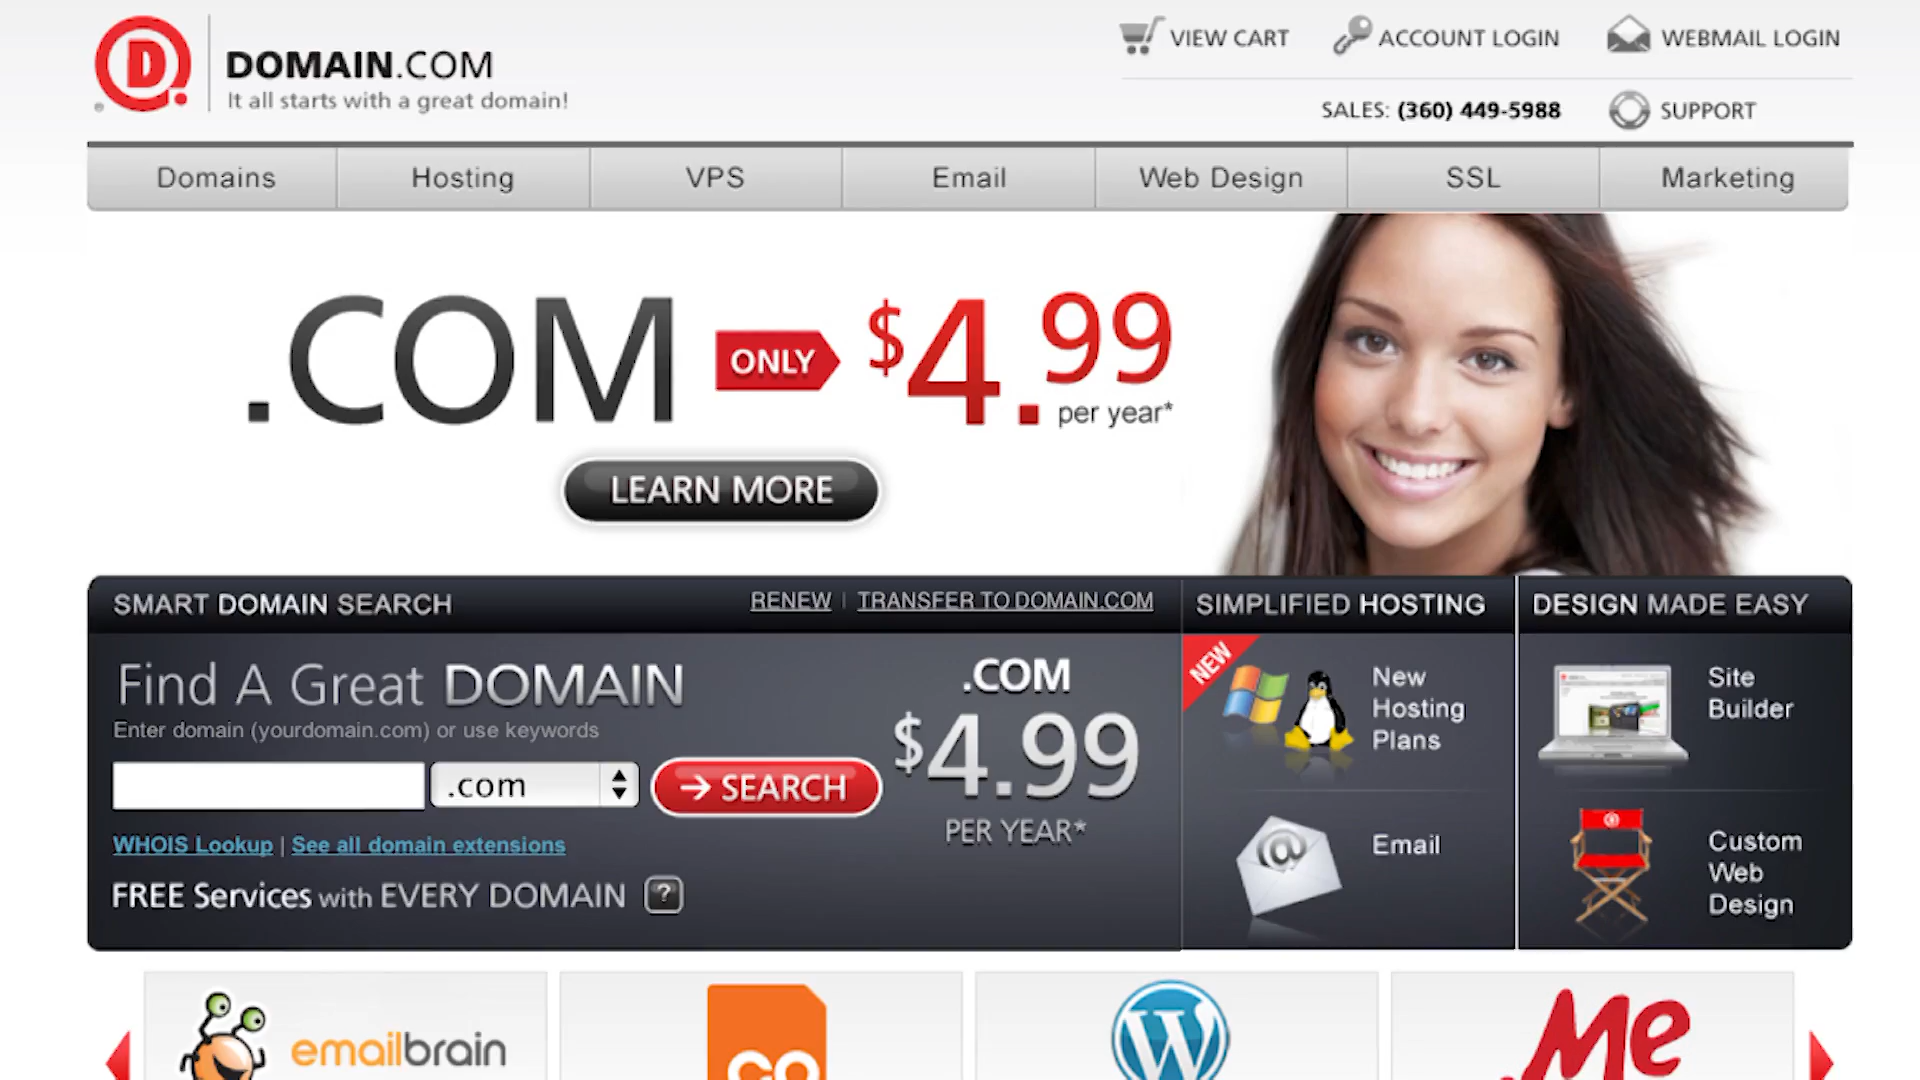 VIEW CART
ACCOUNT LOGIN
WEBMAIL LOGIN
DOMAIN.COM
It all starts with a great domain!
SALES: (360) 449-5988
SUPPORT
Domains
Hosting
VPS
Email
Web Design
SSL
Marketing
.COM ONLY $4.99 per year*
LEARN MORE
SMART DOMAIN SEARCH
RENEW | TRANSFER TO DOMAIN.COM
Find A Great DOMAIN
Enter domain (yourdomain.com) or use keywords
.com
SEARCH
WHOIS Lookup | See all domain extensions
FREE Services with EVERY DOMAIN ?
.COM
$4.99
PER YEAR*
SIMPLIFIED HOSTING
NEW
New
Hosting
Plans
@
Email
DESIGN MADE EASY
Site
Builder
Custom
Web
Design
emailbrain
co
W
Me